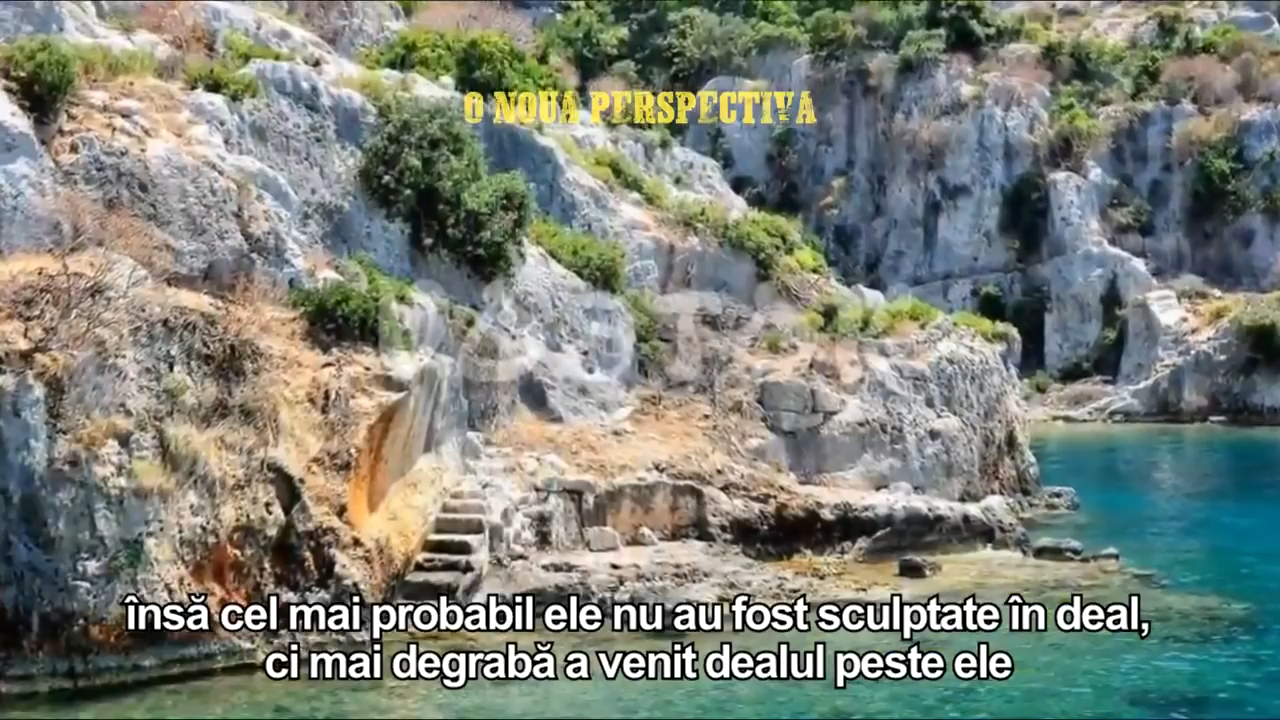 O NOUA PERSPECTIVA
însă cel mai probabil ele nu au fost sculptate în deal,
ci mai degrabă a venit dealul peste ele